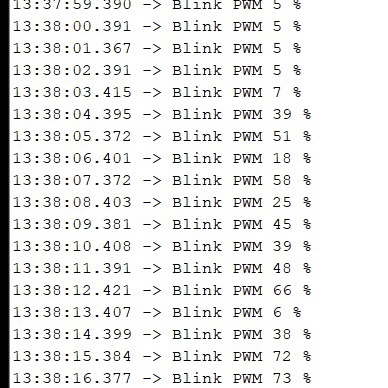 13:37:59.390 -> Blink PWM 5 %
13:38:00.391 -> Blink PWM 5 %
13:38:01.367 -> Blink PWM 5 %
13:38:02.391 -> Blink PWM 5 %
13:38:03.415 -> Blink PWM 7 %
13:38:04.395 -> Blink PWM 39 %
13:38:05.372 -> Blink PWM 51 %
13:38:06.401 -> Blink PWM 18 %
13:38:07.372 -> Blink PWM 58 %
13:38:08.403 -> Blink PWM 25 %
13:38:09.381 -> Blink PWM 45 %
13:38:10.408 -> Blink PWM 39 %
13:38:11.391 -> Blink PWM 48 %
13:38:12.421 -> Blink PWM 66 %
13:38:13.407 -> Blink PWM 6 %
13:38:14.399 -> Blink PWM 38 %
13:38:15.384 -> Blink PWM 72 %
13:38:16.377 -> Blink PWM 73 %